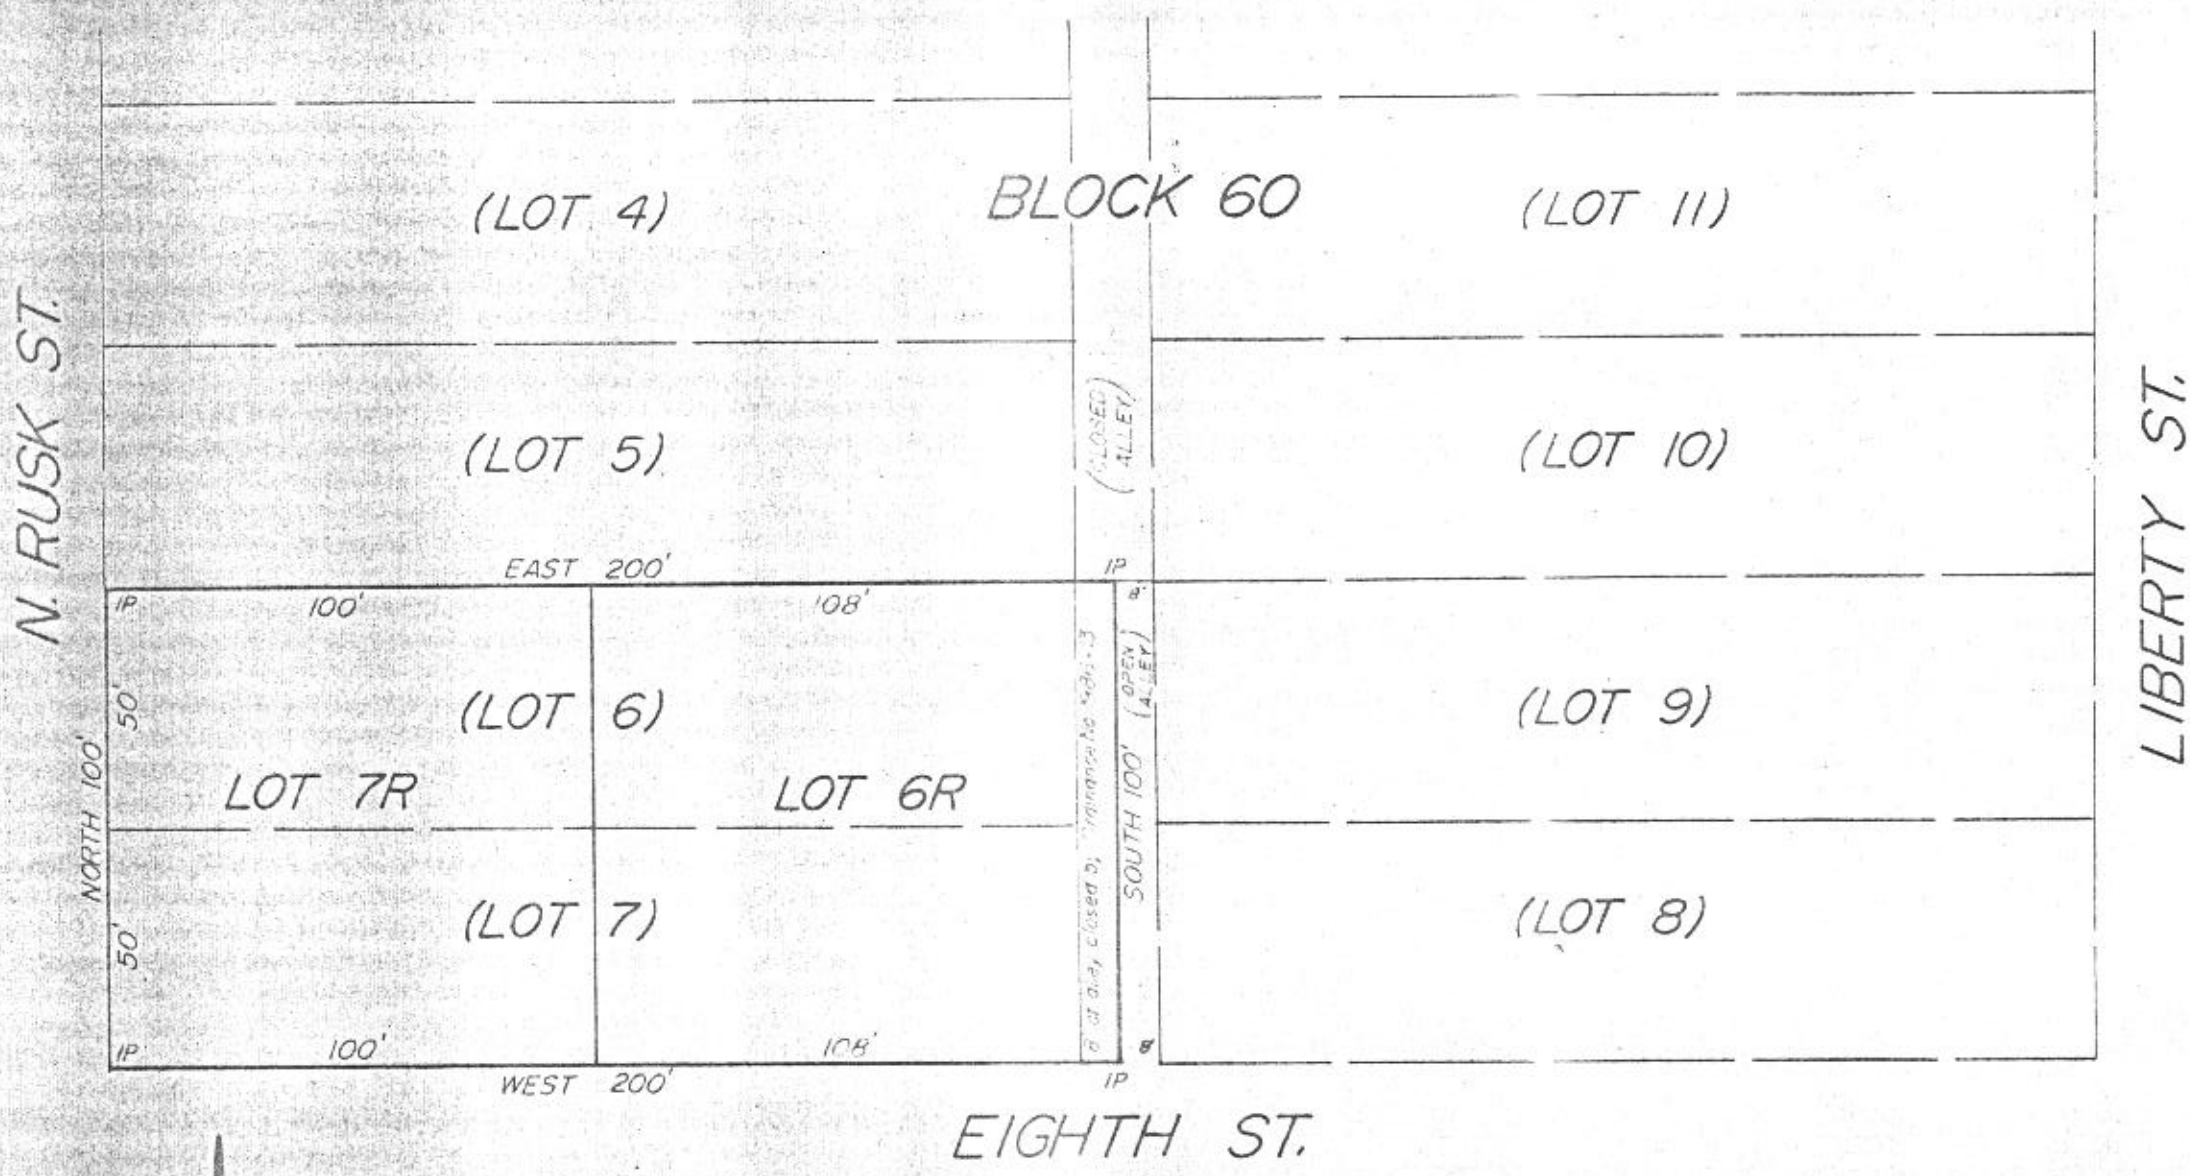 BLOCK 60
(LOT 4)
(LOT 11)
N. RUSK ST.
(CLOSED
ALLEY)
(LOT 5)
(LOT 10)
LIBERTY ST.
EAST 200'
IP
IP
100'
108'
8'
50'
(LOT 6)
(OPEN
ALLEY)
(LOT 9)
NORTH 100'
LOT 7R
LOT 6R
SOUTH 100'
8' closed
50'
(LOT 7)
(LOT 8)
IP
100'
108'
8'
WEST 200'
IP
EIGHTH ST.